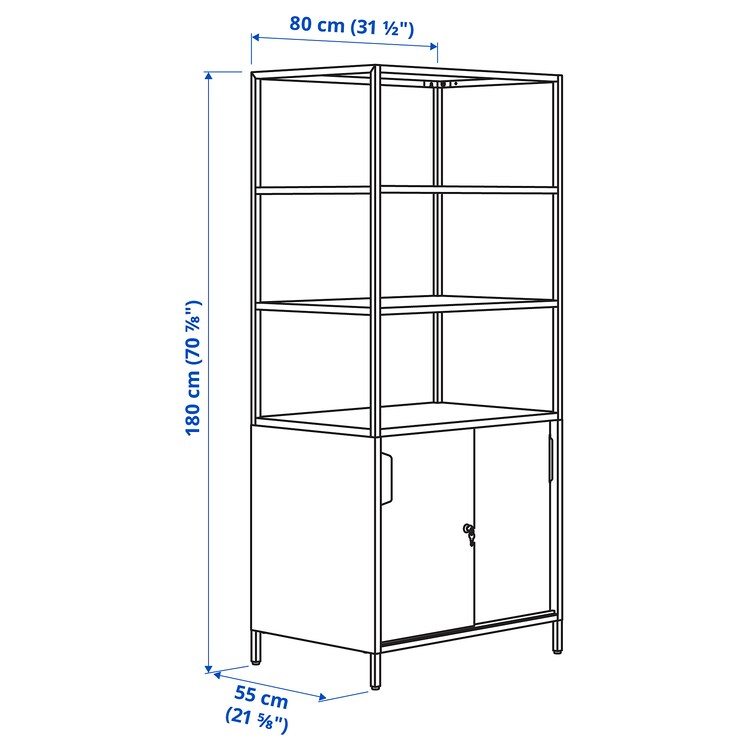 80 cm (31 ½")
180 cm (70 ⅞")
55 cm
(21 ⅝")